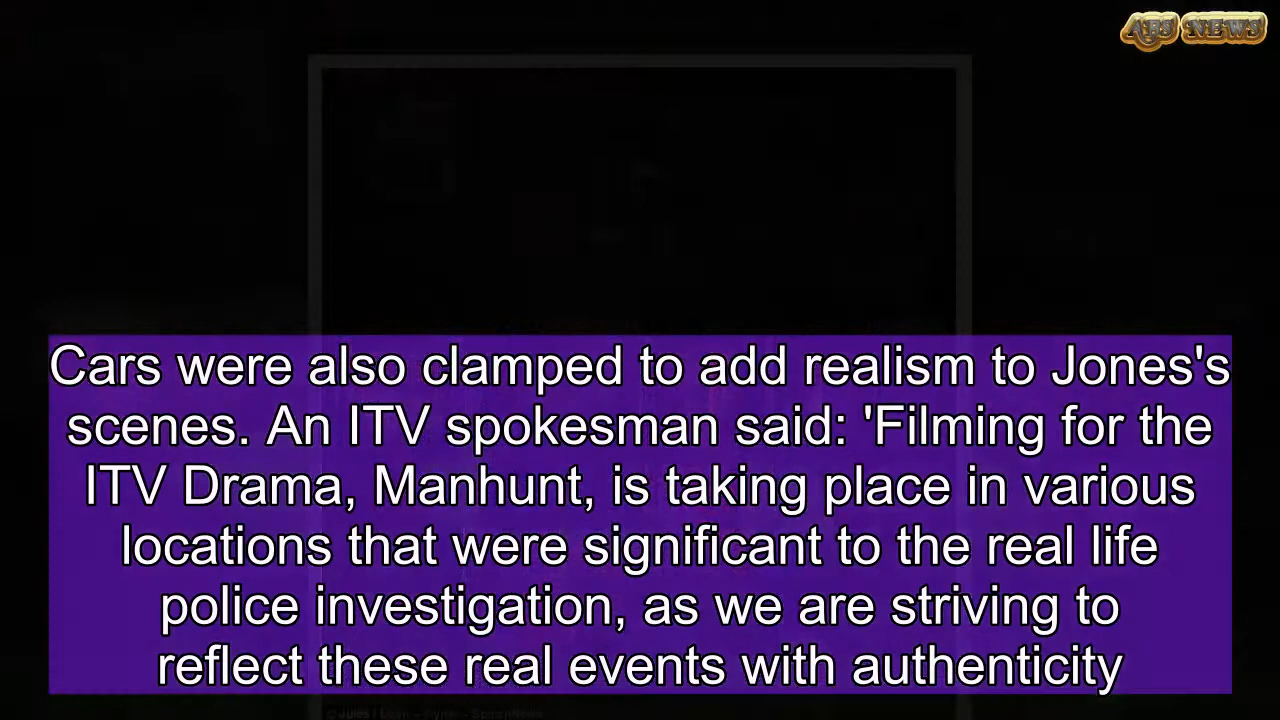 ABS NEWS
Cars were also clamped to add realism to Jones's
scenes. An ITV spokesman said: 'Filming for the
ITV Drama, Manhunt, is taking place in various
locations that were significant to the real life
police investigation, as we are striving to
reflect these real events with authenticity